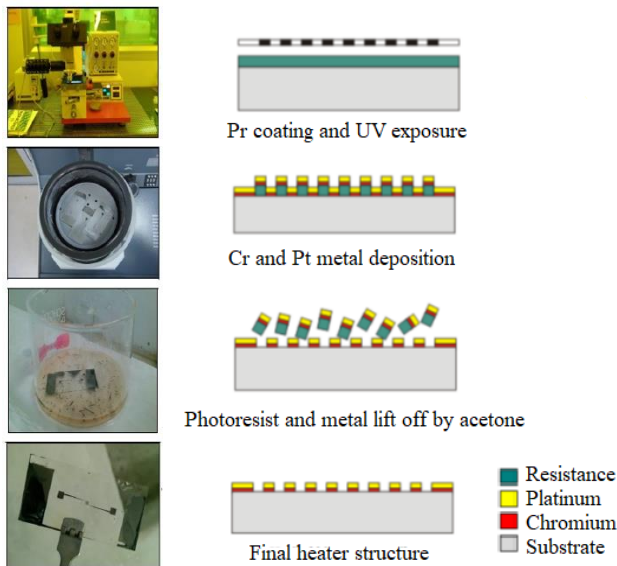 Pr coating and UV exposure
Cr and Pt metal deposition
Photoresist and metal lift off by acetone
Final heater structure
Resistance
Platinum
Chromium
Substrate